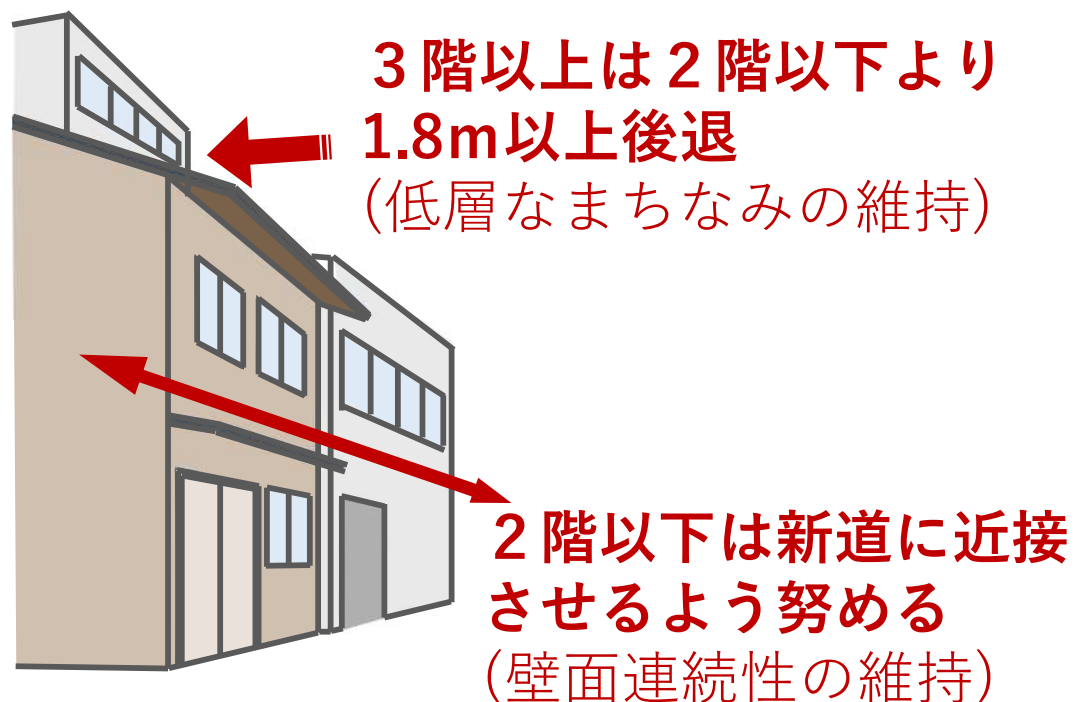 ３階以上は２階以下より
1.8m以上後退
(低層なまちなみの維持)
２階以下は新道に近接
させるよう努める
(壁面連続性の維持)